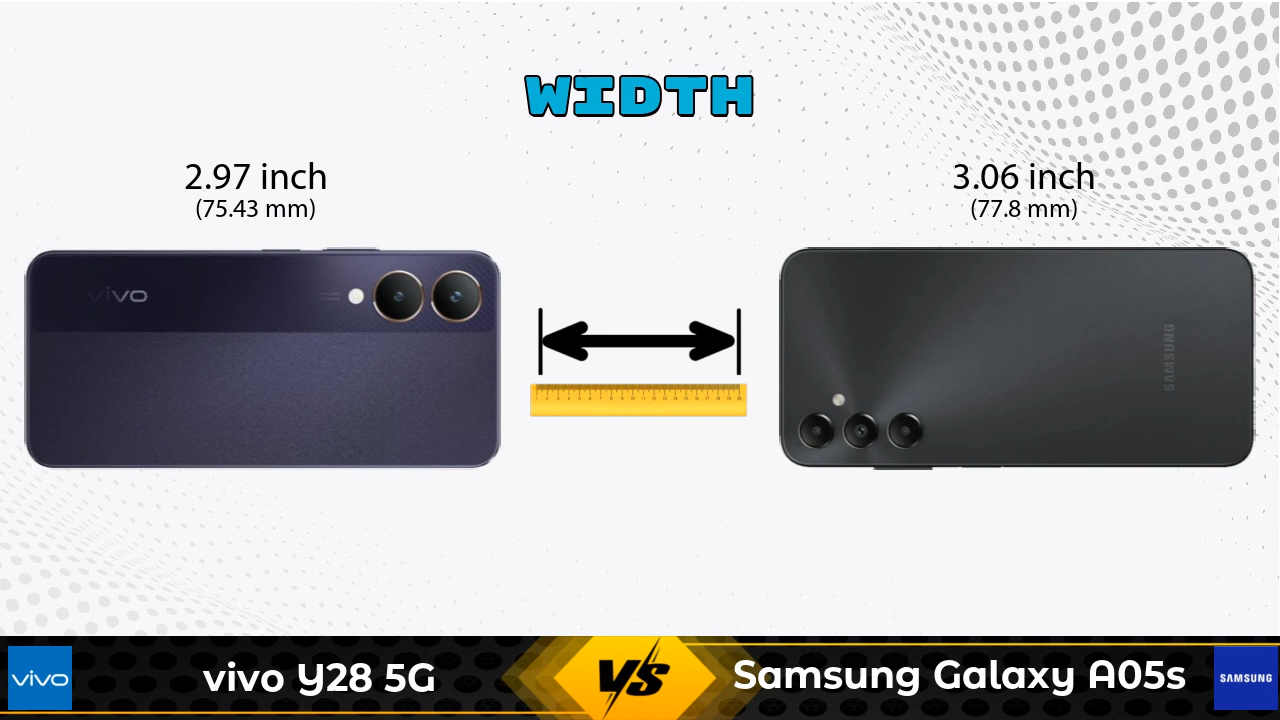 WIDTH
2.97 inch
(75.43 mm)
3.06 inch
(77.8 mm)
vivo
SAMSUNG
vivo
vivo Y28 5G
VS
Samsung Galaxy A05s
SAMSUNG